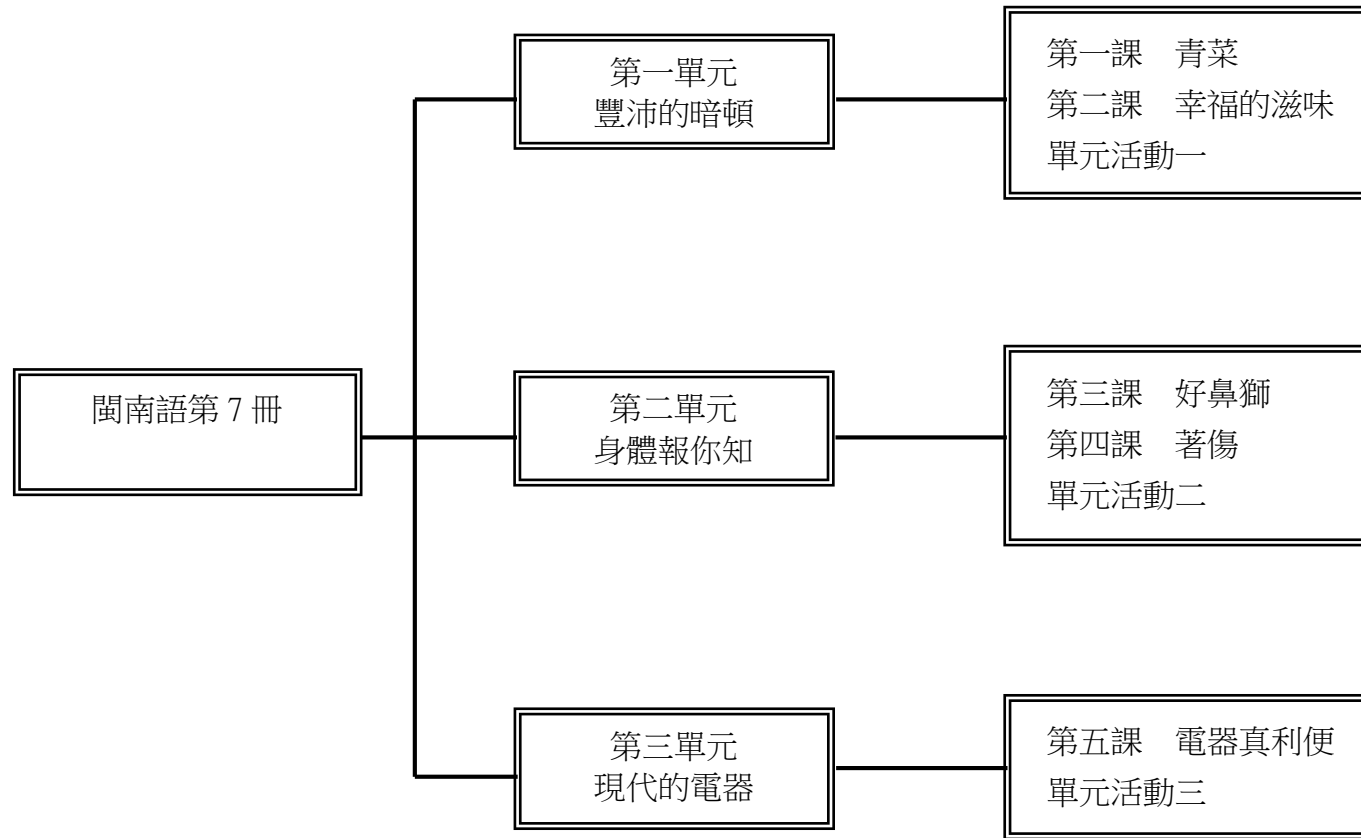 閩南語第 7 冊
第一單元
豐沛的暗頓
第一課　青菜
第二課　幸福的滋味
單元活動一
第二單元
身體報你知
第三課　好鼻獅
第四課　著傷
單元活動二
第三單元
現代的電器
第五課　電器真利便
單元活動三